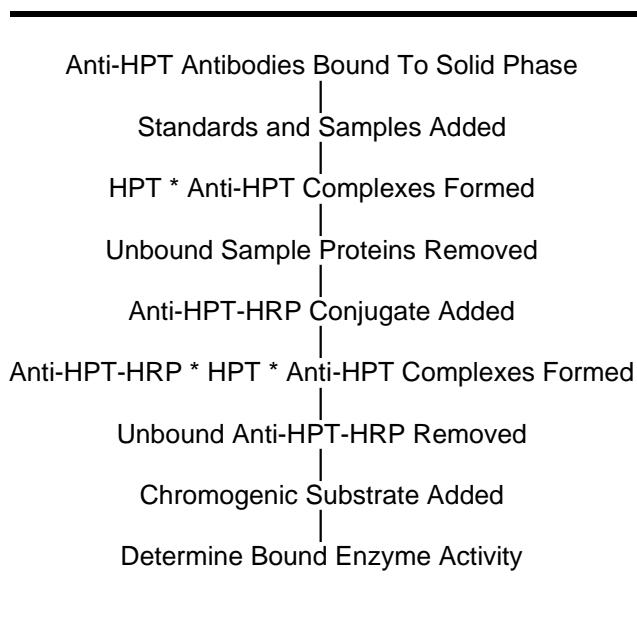 Anti-HPT Antibodies Bound To Solid Phase
Standards and Samples Added
HPT * Anti-HPT Complexes Formed
Unbound Sample Proteins Removed
Anti-HPT-HRP Conjugate Added
Anti-HPT-HRP * HPT * Anti-HPT Complexes Formed
Unbound Anti-HPT-HRP Removed
Chromogenic Substrate Added
Determine Bound Enzyme Activity